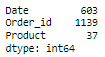 Date 603
Order_id 1139
Product 37
dtype: int64